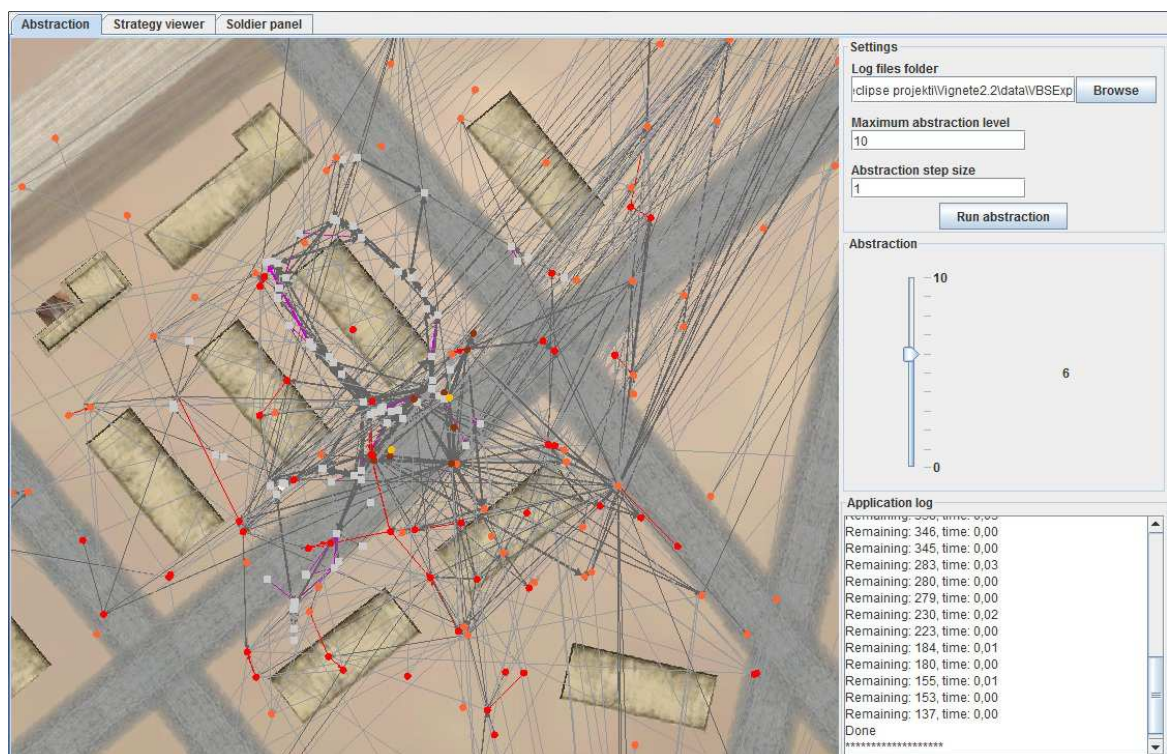 Abstraction Strategy viewer Soldier panel
Settings
Log files folder
eclipse projekti\Vignete2.2\data\VBSExp
Browse
Maximum abstraction level
10
Abstraction step size
1
Run abstraction
Abstraction
10
6
0
Application log
Remaining: 346, time: 0,00
Remaining: 345, time: 0,00
Remaining: 283, time: 0,03
Remaining: 280, time: 0,00
Remaining: 279, time: 0,00
Remaining: 230, time: 0,02
Remaining: 223, time: 0,00
Remaining: 184, time: 0,01
Remaining: 180, time: 0,00
Remaining: 155, time: 0,01
Remaining: 153, time: 0,00
Remaining: 137, time: 0,00
Done
*******************